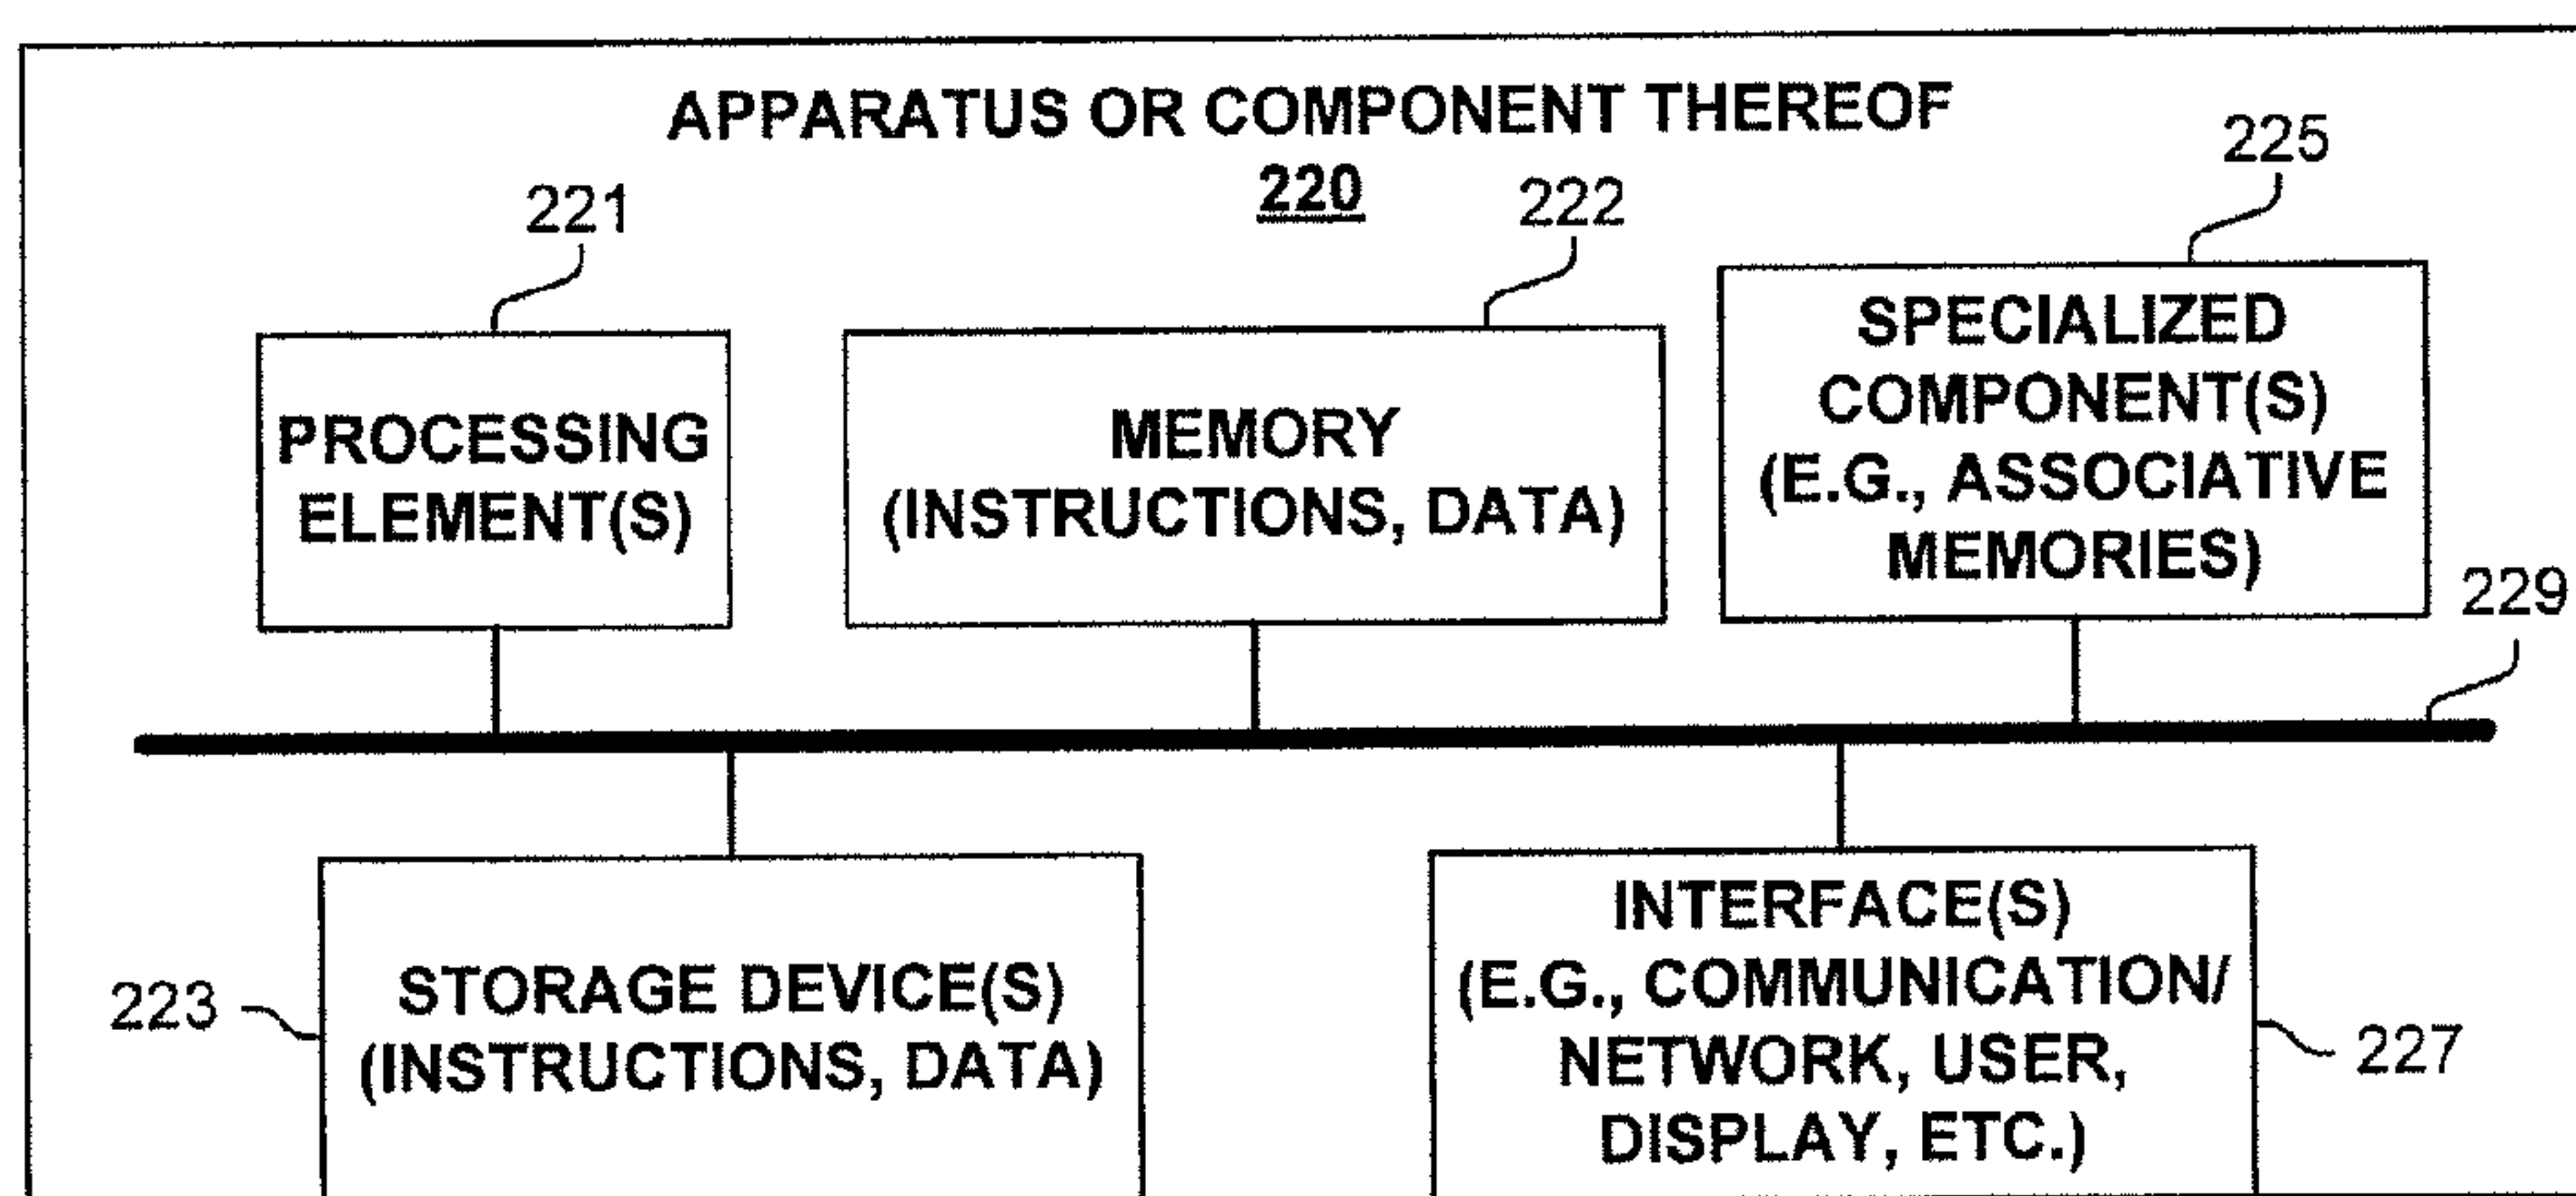 APPARATUS OR COMPONENT THEREOF
220
221
222
225
PROCESSING
ELEMENT(S)
MEMORY
(INSTRUCTIONS, DATA)
SPECIALIZED
COMPONENT(S)
(E.G., ASSOCIATIVE
MEMORIES)
229
223
STORAGE DEVICE(S)
(INSTRUCTIONS, DATA)
INTERFACE(S)
(E.G., COMMUNICATION/
NETWORK, USER,
DISPLAY, ETC.)
227